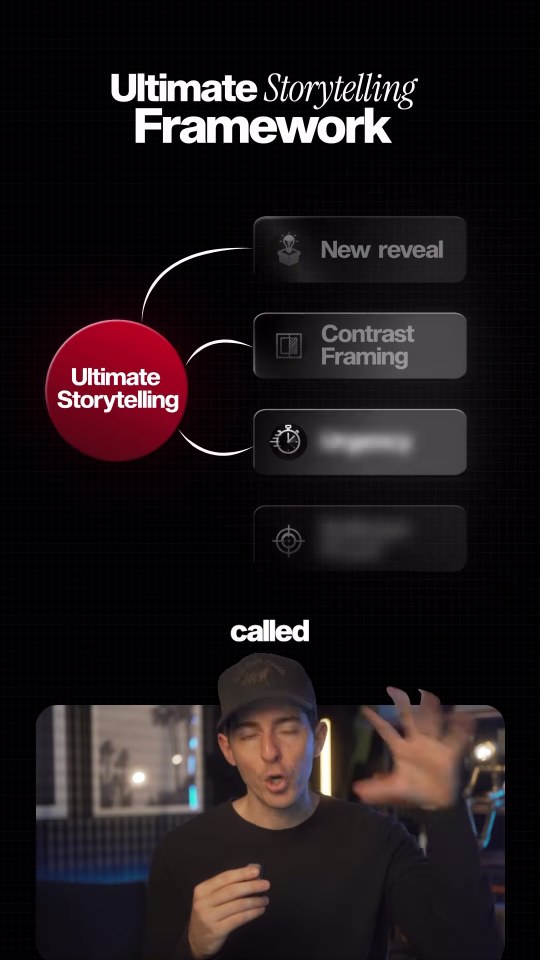 Ultimate Storytelling
Framework
New reveal
Contrast
Framing
Ultimate
Storytelling
called